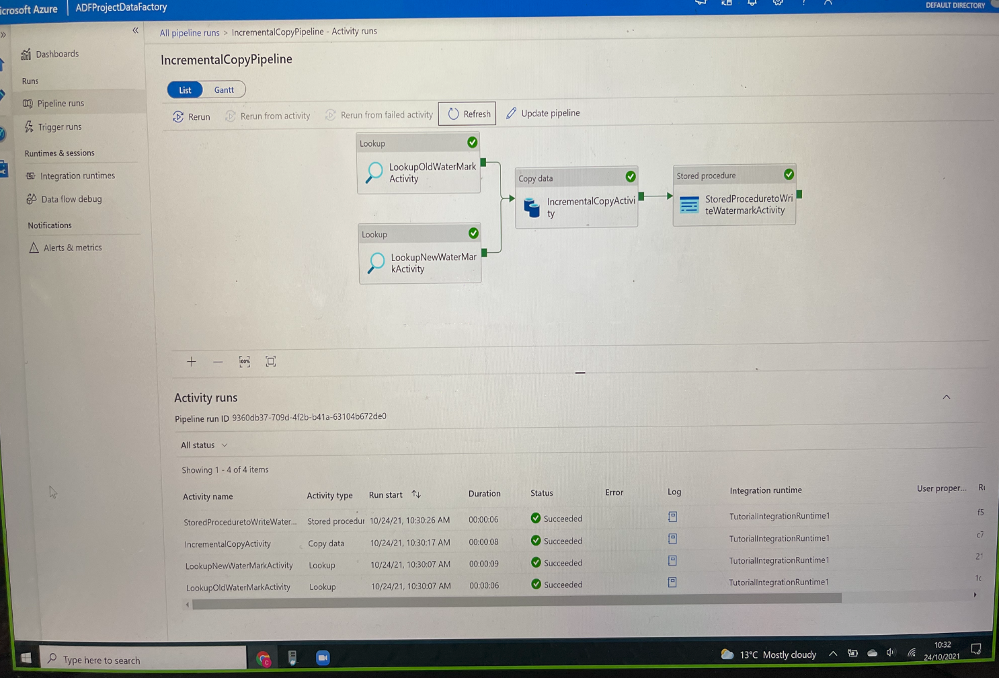 icrosoft Azure | ADFProjectDataFactory
DEFAULT DIRECTORY
All pipeline runs > IncrementalCopyPipeline - Activity runs
Dashboards
Runs
Pipeline runs
Trigger runs
Runtimes & sessions
Integration runtimes
Data flow debug
Notifications
Alerts & metrics
IncrementalCopyPipeline
List Gantt
Rerun Rerun from activity Rerun from failed activity Refresh Update pipeline
Lookup
LookupOldWaterMark
Activity
Lookup
LookupNewWaterMar
kActivity
Copy data
IncrementalCopyActivi
ty
Stored procedure
StoredProceduretoWri
teWatermarkActivity
100%
Activity runs
Pipeline run ID 9360db37-709d-4f2b-b41a-63104b672de0
All status
Showing 1 - 4 of 4 items
Activity name Activity type Run start Duration Status Error Log Integration runtime User proper... Ru
StoredProceduretoWriteWater... Stored procedur 10/24/21, 10:30:26 AM 00:00:06 Succeeded TutorialIntegrationRuntime1 f5
IncrementalCopyActivity Copy data 10/24/21, 10:30:17 AM 00:00:08 Succeeded TutorialIntegrationRuntime1 c7
LookupNewWaterMarkActivity Lookup 10/24/21, 10:30:07 AM 00:00:09 Succeeded TutorialIntegrationRuntime1 21
LookupOldWaterMarkActivity Lookup 10/24/21, 10:30:07 AM 00:00:06 Succeeded TutorialIntegrationRuntime1 1c
Type here to search
13°C Mostly cloudy
10:32
24/10/2021